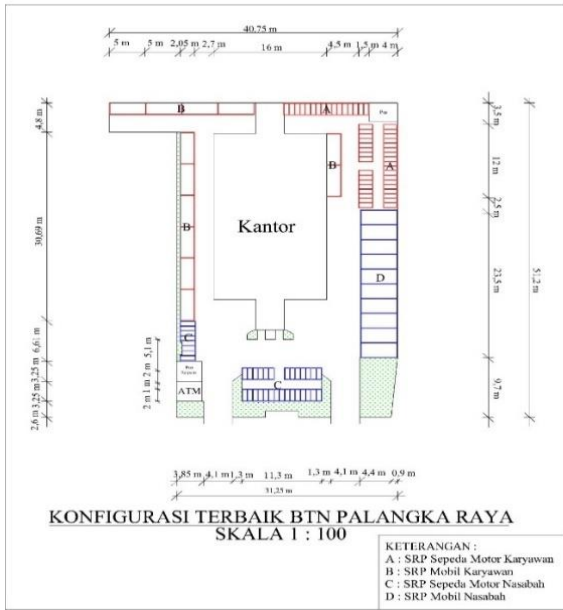 40,75 m
5 m 5 m 2,05 m 2,7 m 16 m 4,5 m 1,5 m 4 m
B A Pos
4,8 m 3,5 m
B A 12 m
2,5 m
Kantor
30,69 m B D 23,5 m 51,2 m
C
6,61 m 5,1 m
3,25 m 2 m
ATM C 9,7 m
3,25 m 1 m
2,6 m 2 m
3,85 m 4,1 m 1,3 m 11,3 m 1,3 m 4,1 m 4,4 m 0,9 m
31,25 m
KONFIGURASI TERBAIK BTN PALANGKA RAYA
SKALA 1 : 100
KETERANGAN :
A : SRP Sepeda Motor Karyawan
B : SRP Mobil Karyawan
C : SRP Sepeda Motor Nasabah
D : SRP Mobil Nasabah